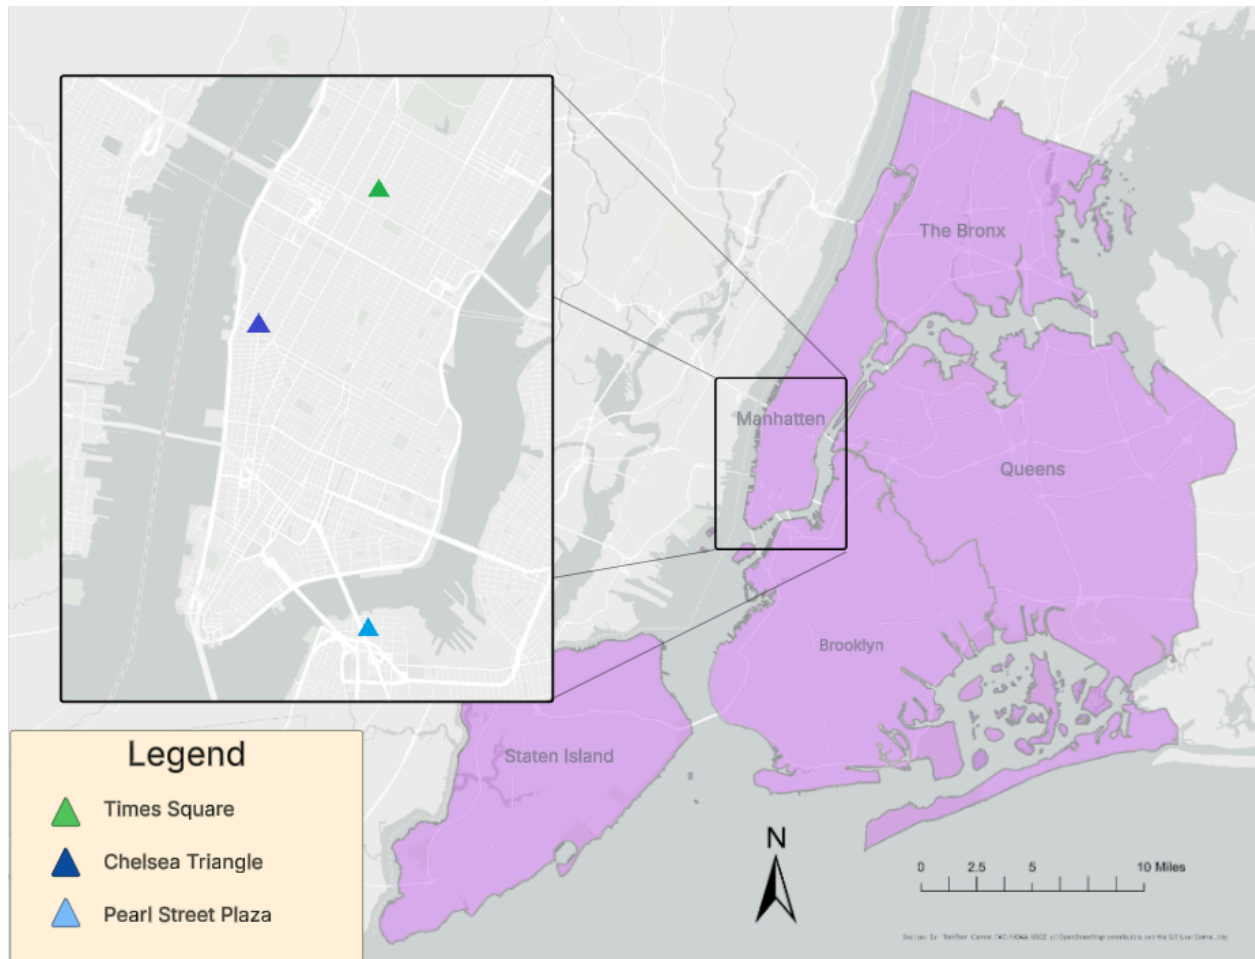 The Bronx
Manhatten
Queens
Brooklyn
Staten Island
Legend
Times Square
Chelsea Triangle
Pearl Street Plaza
N
0 2.5 5 10 Miles